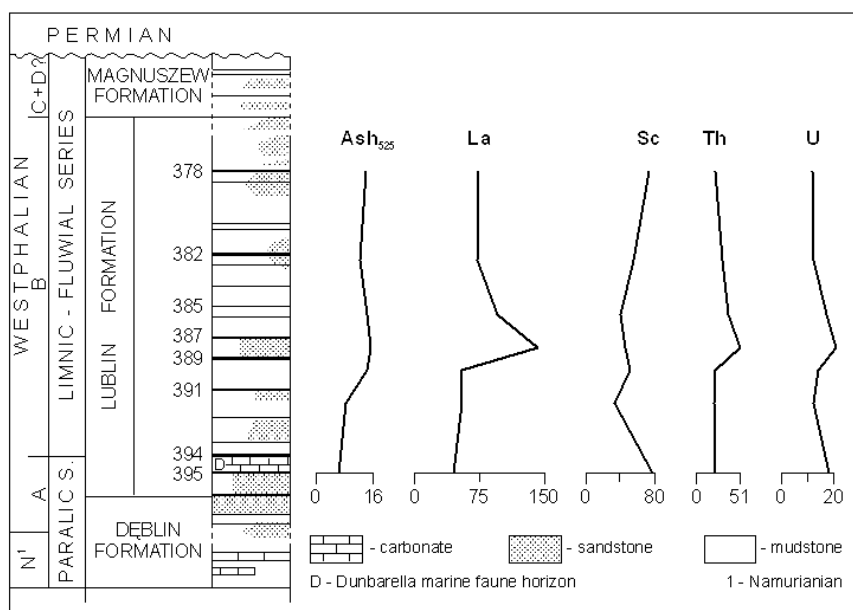 PERMIAN
C+D?
WESTPHALIAN
B
A
N¹
LIMNIC - FLUWIAL SERIES
PARALIC S.
MAGNUSZEW
FORMATION
LUBLIN FORMATION
DĘBLIN
FORMATION
378
382
385
387
389
391
394
D
395
Ash₅₂₅ La Sc Th U
0 16 0 75 150 0 80 0 51 0 20
- carbonate - sandstone - mudstone
D - Dunbarella marine faune horizon 1 - Namurianian